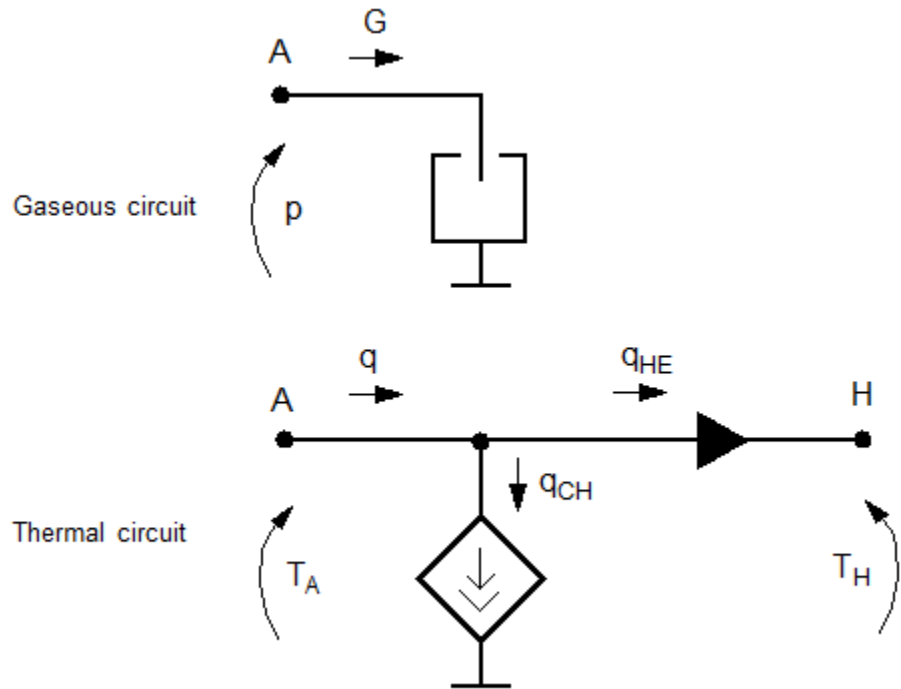 G
A
Gaseous circuit
p
q
q_HE
A
H
q_CH
Thermal circuit
T_A
T_H